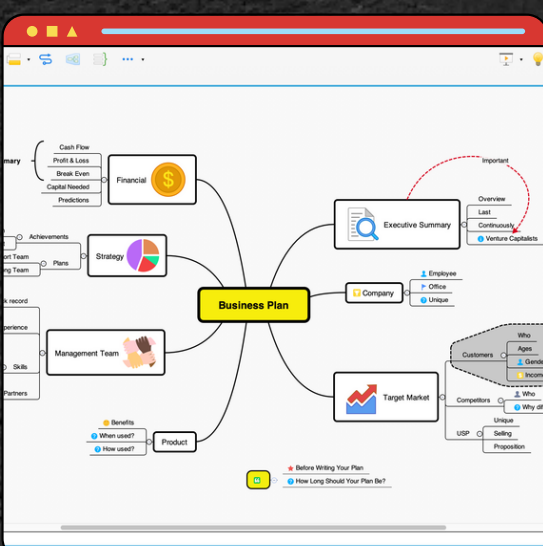 Business Plan
Financial
Cash Flow
Profit & Loss
Break Even
Capital Needed
Predictions
mary
Strategy
Achievements
Plans
ort Team
ng Team
Management Team
k record
perience
Skills
Partners
Product
Benefits
When used?
How used?
Executive Summary
Important
Overview
Last
Continuously
Venture Capitalists
Company
Employee
Office
Unique
Target Market
Customers
Who
Ages
Gende
Income
Competitors
Who
Why dif
USP
Unique
Selling
Proposition
Before Writing Your Plan
How Long Should Your Plan Be?